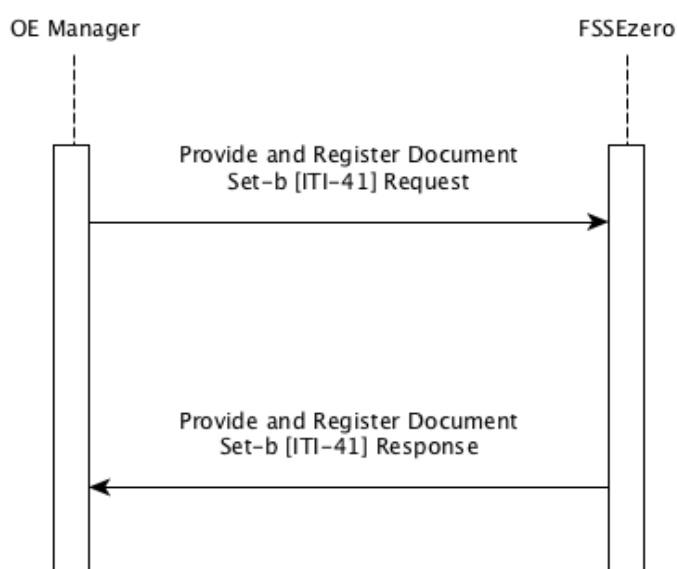 OE Manager
FSSEzero
Provide and Register Document
Set-b [ITI-41] Request
Provide and Register Document
Set-b [ITI-41] Response